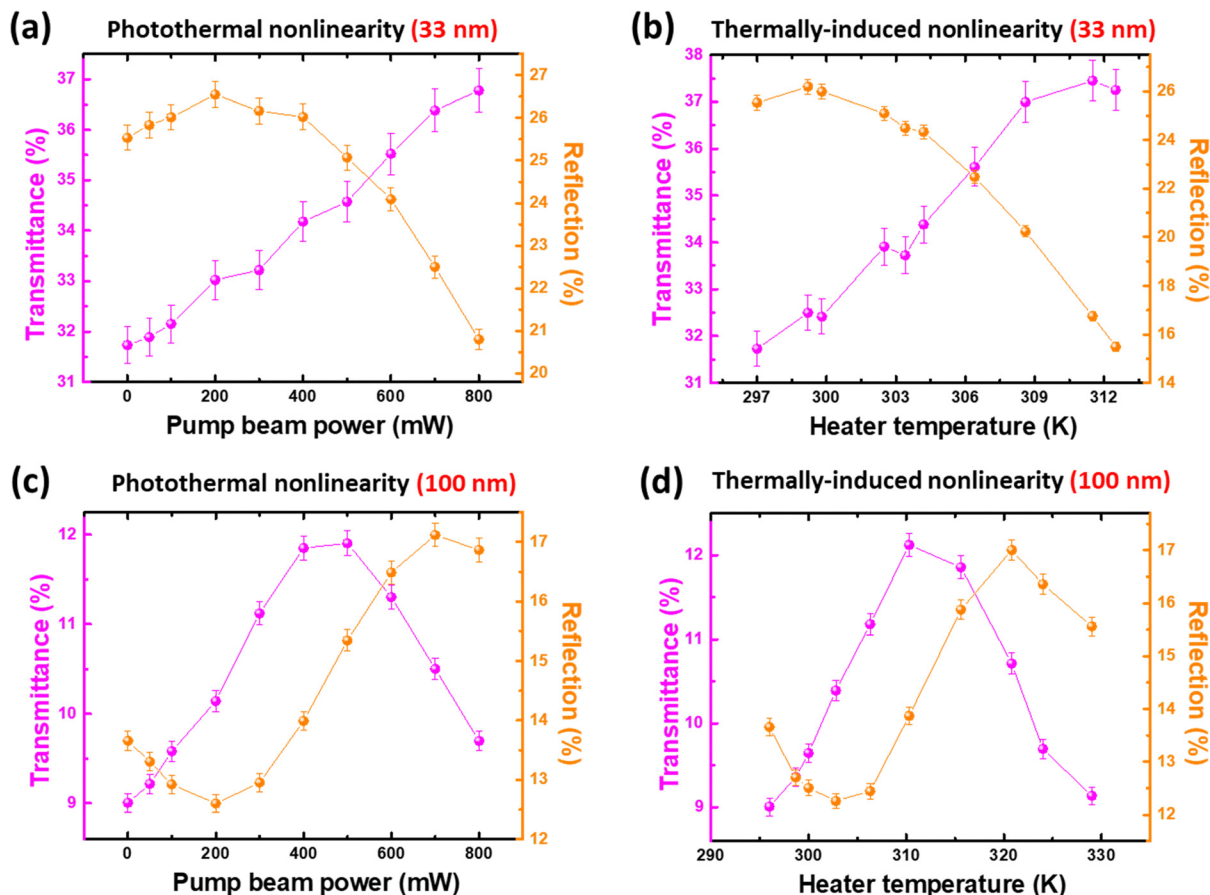 (a) Photothermal nonlinearity (33 nm)
Transmittance (%)
37
36
35
34
33
32
31
27
26
25
24
23
22
21
20
Reflection (%)
0 200 400 600 800
Pump beam power (mW)
(b) Thermally-induced nonlinearity (33 nm)
Transmittance (%)
38
37
36
35
34
33
32
31
26
24
22
20
18
16
14
Reflection (%)
297 300 303 306 309 312
Heater temperature (K)
(c) Photothermal nonlinearity (100 nm)
Transmittance (%)
12
11
10
9
17
16
15
14
13
12
Reflection (%)
0 200 400 600 800
Pump beam power (mW)
(d) Thermally-induced nonlinearity (100 nm)
Transmittance (%)
12
11
10
9
17
16
15
14
13
12
Reflection (%)
290 300 310 320 330
Heater temperature (K)